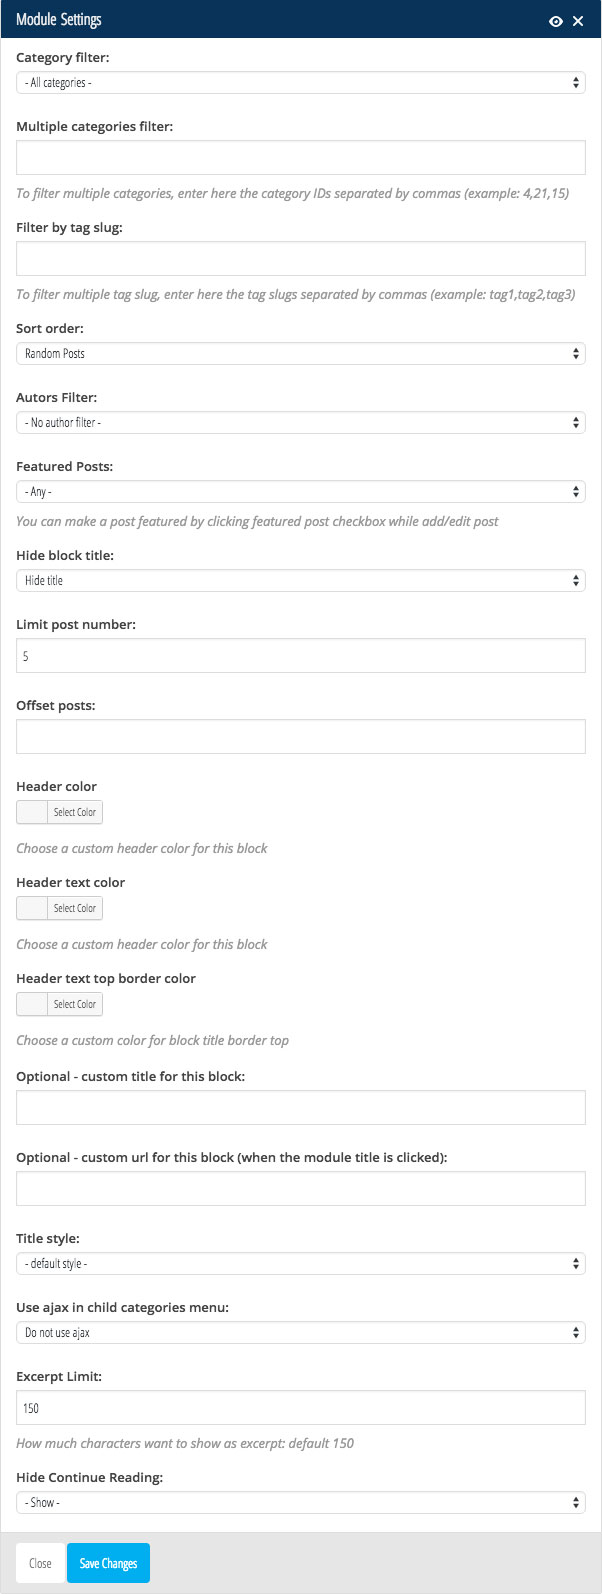 Module Settings
Category filter:
- All categories -
Multiple categories filter:
To filter multiple categories, enter here the category IDs separated by commas (example: 4,21,15)
Filter by tag slug:
To filter multiple tag slug, enter here the tag slugs separated by commas (example: tag1,tag2,tag3)
Sort order:
Random Posts
Autors Filter:
- No author filter -
Featured Posts:
- Any -
You can make a post featured by clicking featured post checkbox while add/edit post
Hide block title:
Hide title
Limit post number:
5
Offset posts:
Header color
Select Color
Choose a custom header color for this block
Header text color
Select Color
Choose a custom header color for this block
Header text top border color
Select Color
Choose a custom color for block title border top
Optional - custom title for this block:
Optional - custom url for this block (when the module title is clicked):
Title style:
- default style -
Use ajax in child categories menu:
Do not use ajax
Excerpt Limit:
150
How much characters want to show as excerpt: default 150
Hide Continue Reading:
- Show -
Close
Save Changes